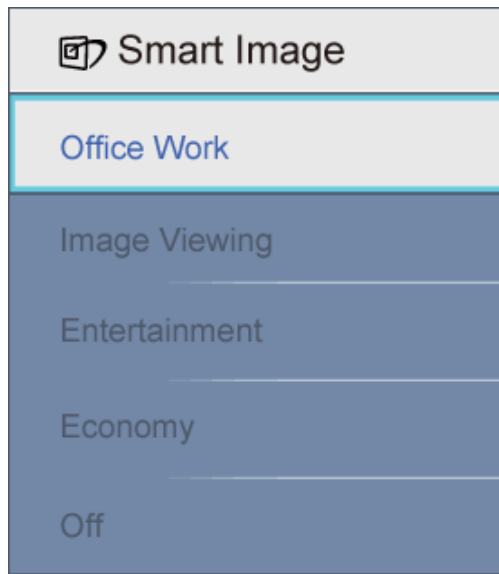 Smart Image
Office Work
Image Viewing
Entertainment
Economy
Off